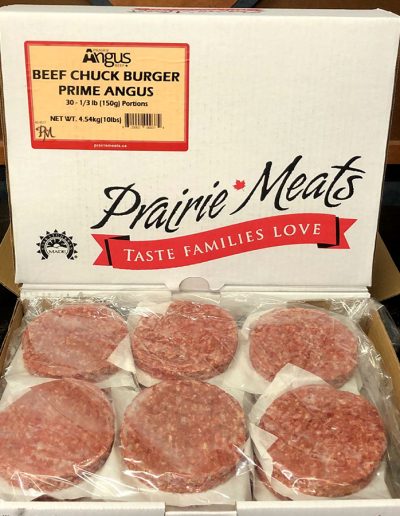 Angus
BEEF CHUCK BURGER
PRIME ANGUS
30 - 1/3 lb (150g) Portions
NET WT. 4.54kg(10lbs)
PM
prairiemeats.ca
Prairie Meats
TASTE FAMILIES LOVE
MADE